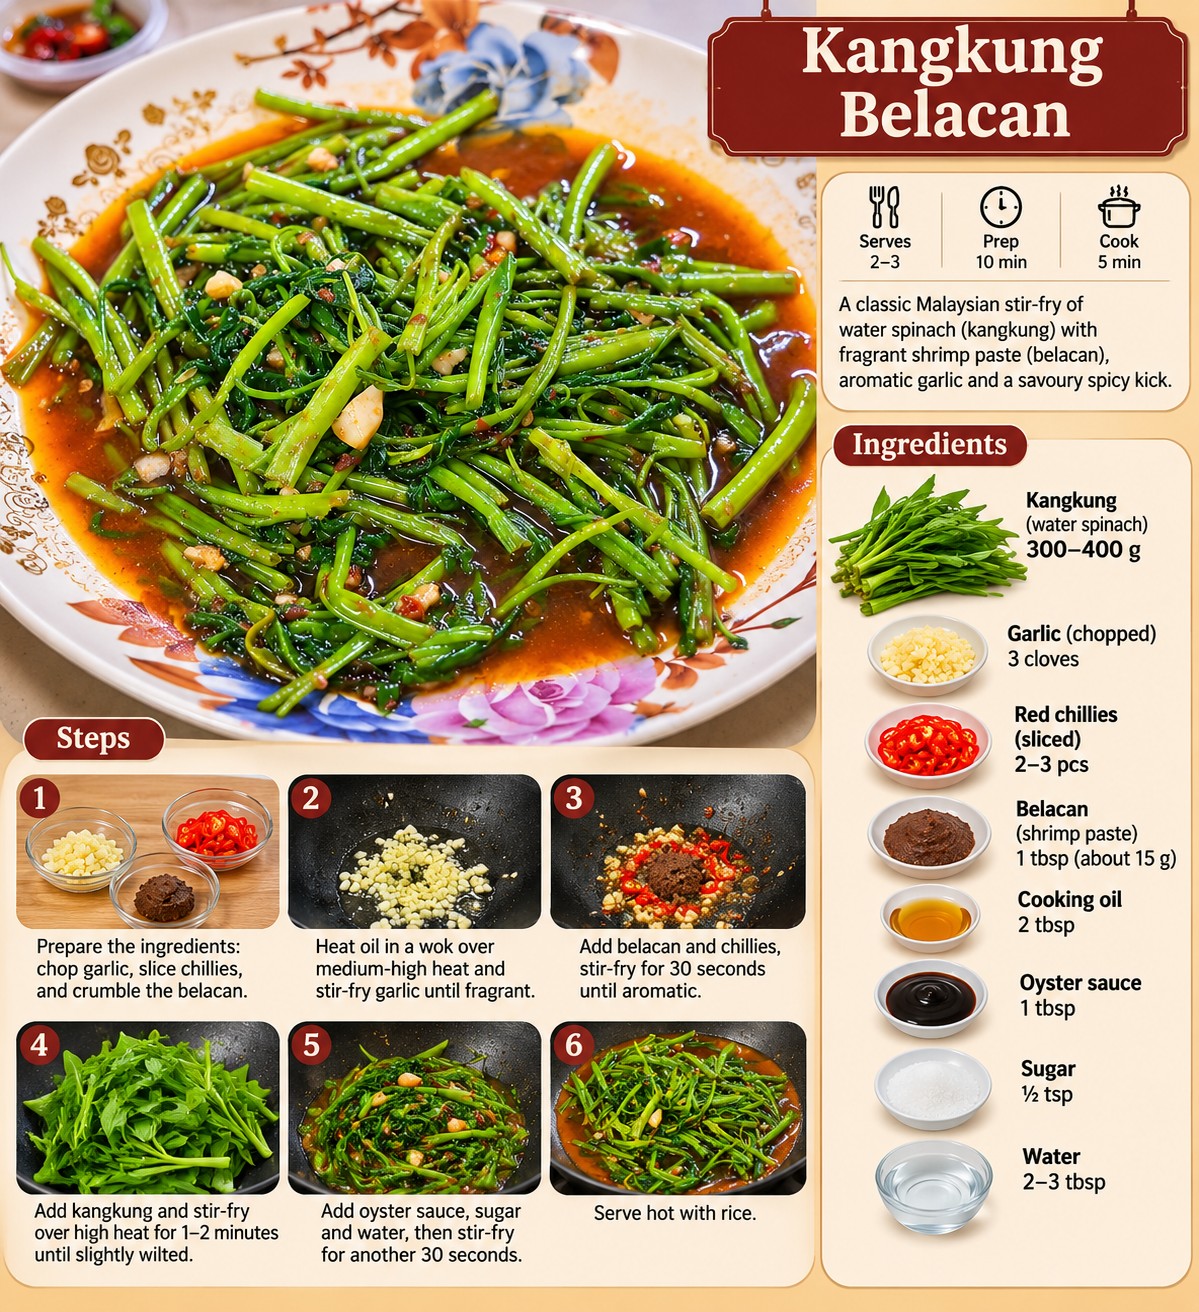 Kangkung
Belacan
Serves
2–3
Prep
10 min
Cook
5 min
A classic Malaysian stir-fry of
water spinach (kangkung) with
fragrant shrimp paste (belacan),
aromatic garlic and a savoury spicy kick.
Ingredients
Kangkung
(water spinach)
300–400 g
Garlic (chopped)
3 cloves
Red chillies
(sliced)
2–3 pcs
Belacan
(shrimp paste)
1 tbsp (about 15 g)
Cooking oil
2 tbsp
Oyster sauce
1 tbsp
Sugar
½ tsp
Water
2–3 tbsp
Steps
1
Prepare the ingredients:
chop garlic, slice chillies,
and crumble the belacan.
2
Heat oil in a wok over
medium-high heat and
stir-fry garlic until fragrant.
3
Add belacan and chillies,
stir-fry for 30 seconds
until aromatic.
4
Add kangkung and stir-fry
over high heat for 1–2 minutes
until slightly wilted.
5
Add oyster sauce, sugar
and water, then stir-fry
for another 30 seconds.
6
Serve hot with rice.